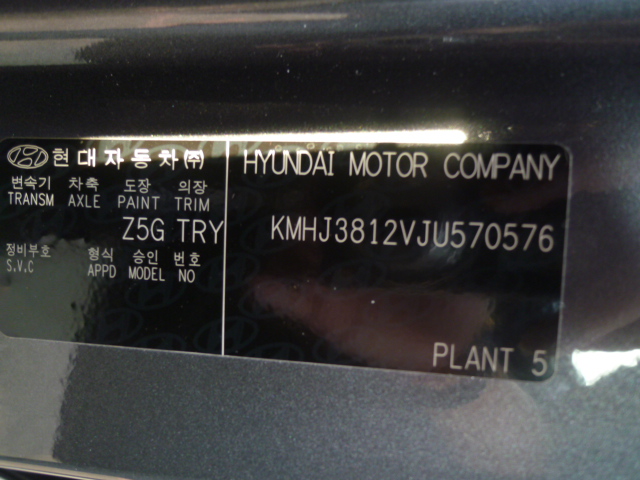 현대자동차(주)
변속기 차축 도장 의장
TRANSM AXLE PAINT TRIM
Z5G TRY
정비부호 형식 승인 번호
S.V.C APPD MODEL NO
HYUNDAI MOTOR COMPANY
KMHJ3812VJU570576
PLANT 5